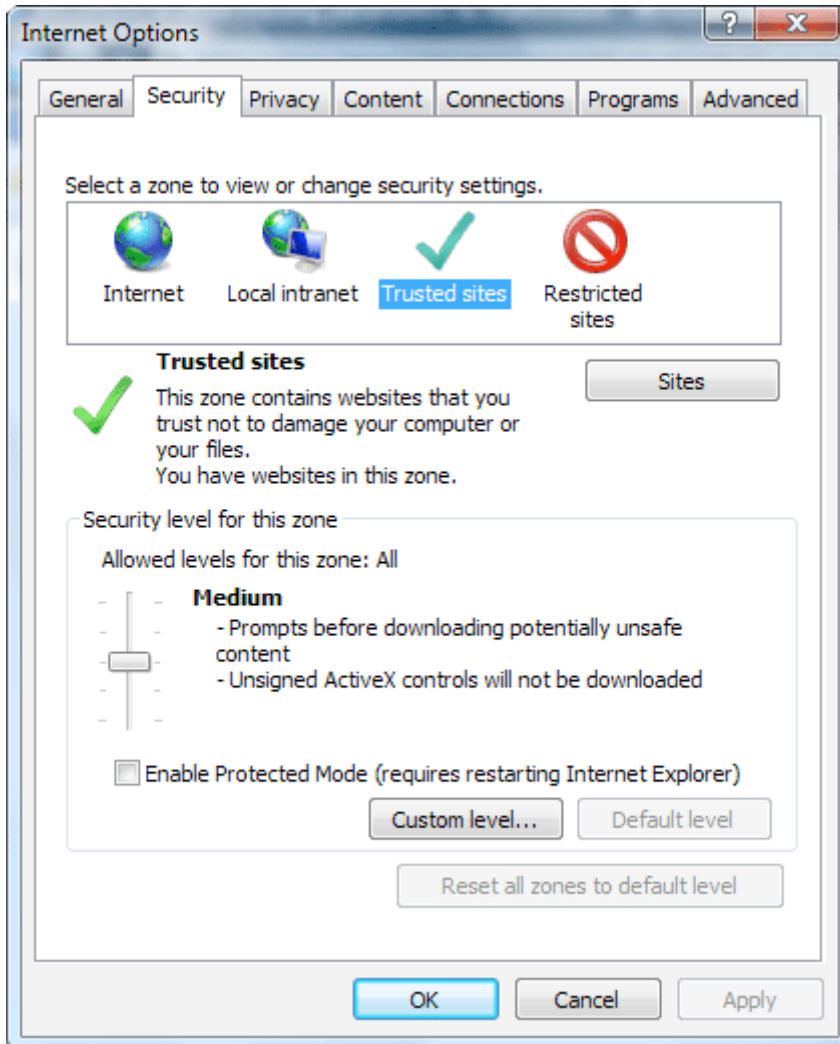 Internet Options
?
X
General Security Privacy Content Connections Programs Advanced
Select a zone to view or change security settings.
Internet Local intranet Trusted sites Restricted
sites
Trusted sites
Sites
This zone contains websites that you
trust not to damage your computer or
your files.
You have websites in this zone.
Security level for this zone
Allowed levels for this zone: All
Medium
- Prompts before downloading potentially unsafe
content
- Unsigned ActiveX controls will not be downloaded
Enable Protected Mode (requires restarting Internet Explorer)
Custom level... Default level
Reset all zones to default level
OK Cancel Apply